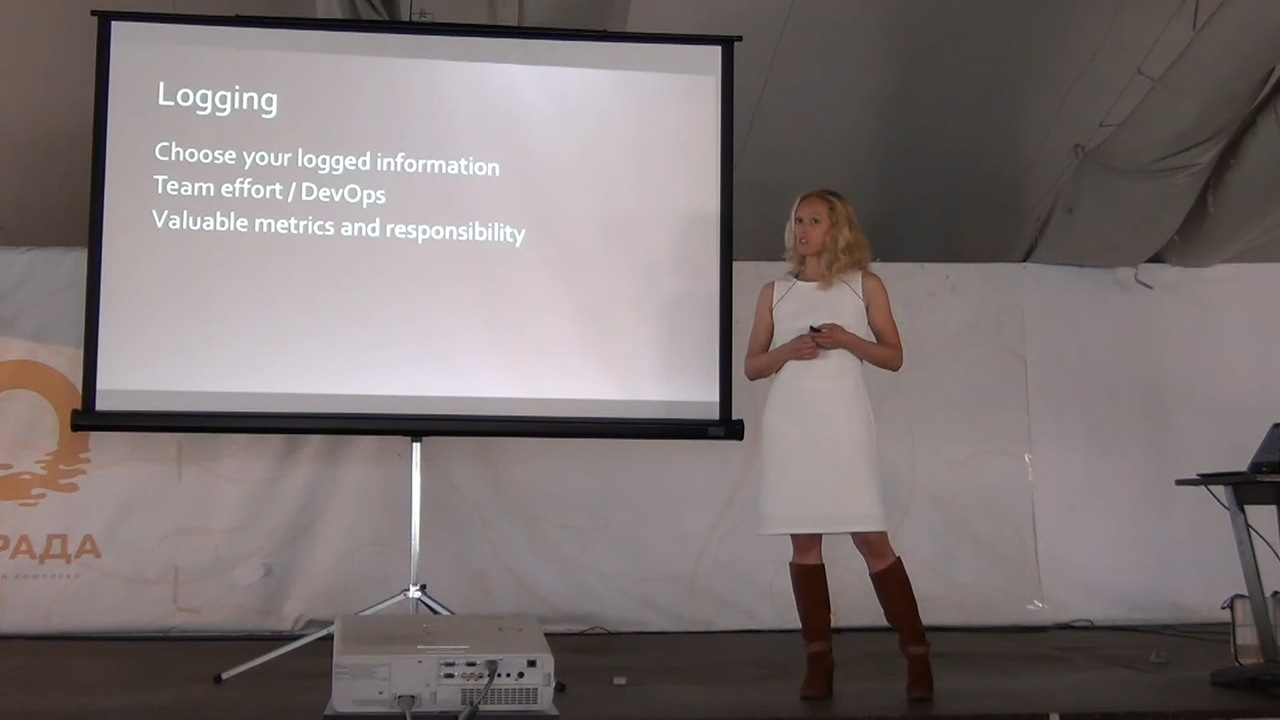 Logging
Choose your logged information
Team effort / DevOps
Valuable metrics and responsibility
РАДА